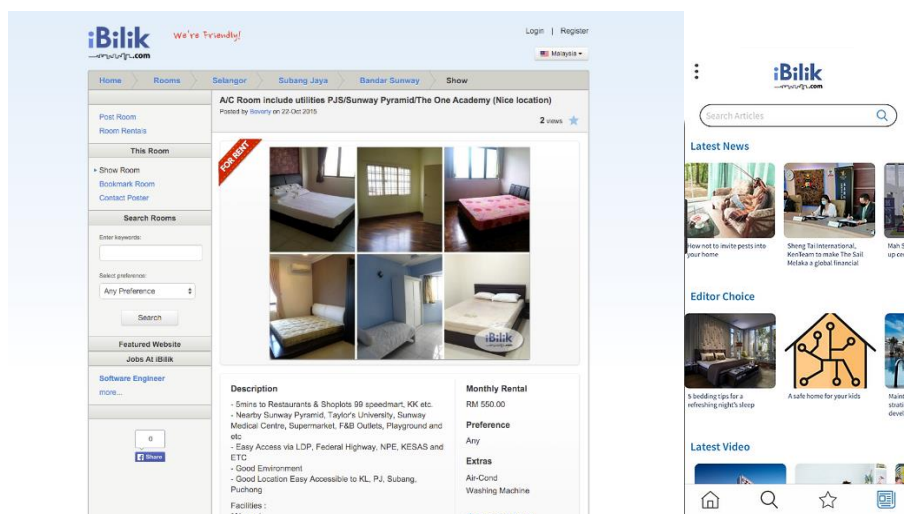 iBilik
.com
We're Friendly!
Login | Register
Malaysia
Home Rooms Selangor Subang Jaya Bandar Sunway Show
Post Room
Room Rentals
This Room
Show Room
Bookmark Room
Contact Poster
Search Rooms
Enter keywords:
Select preference:
Any Preference
Search
Featured Website
Jobs At iBilik
Software Engineer
more...
0
Share
A/C Room include utilities PJS/Sunway Pyramid/The One Academy (Nice location)
Posted by Beverly on 22-Oct 2015
2 views
FOR RENT
iBilik
Description
- 5mins to Restaurants & Shoplots 99 speedmart, KK etc.
- Nearby Sunway Pyramid, Taylor's University, Sunway
Medical Centre, Supermarket, F&B Outlets, Playground and
etc
- Easy Access via LDP, Federal Highway, NPE, KESAS and
ETC
- Good Environment
- Good Location Easy Accessible to KL, PJ, Subang,
Puchong
Facilities :
Monthly Rental
RM 550.00
Preference
Any
Extras
Air-Cond
Washing Machine
iBilik
.com
Search Articles
Latest News
How not to invite pests into
your home
Sheng Tai International,
KenTeam to make The Sail
Melaka a global financial
Mah S
up cer
Editor Choice
5 bedding tips for a
refreshing night's sleep
A safe home for your kids
Maint
strati
devel
Latest Video